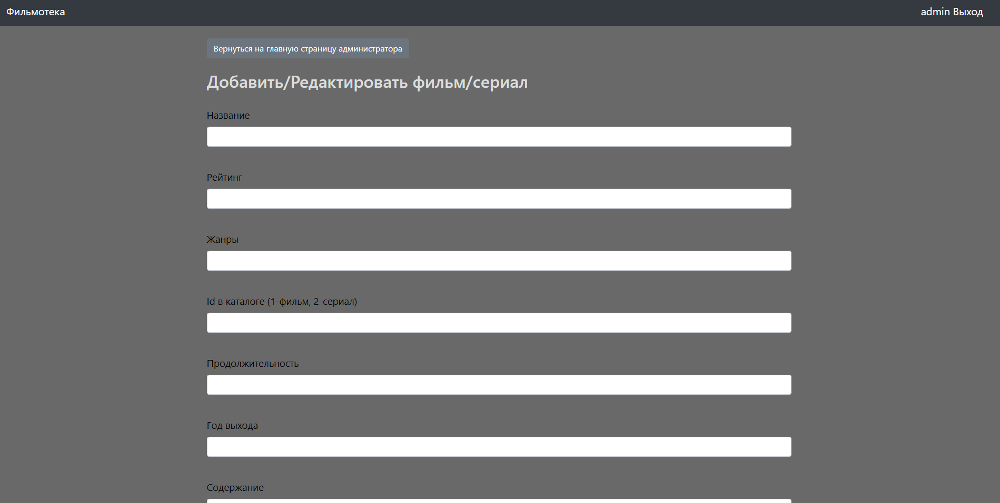 Фильмотека
admin Выход
Вернуться на главную страницу администратора
Добавить/Редактировать фильм/сериал
Название
Рейтинг
Жанры
Id в каталоге (1-фильм, 2-сериал)
Продолжительность
Год выхода
Содержание